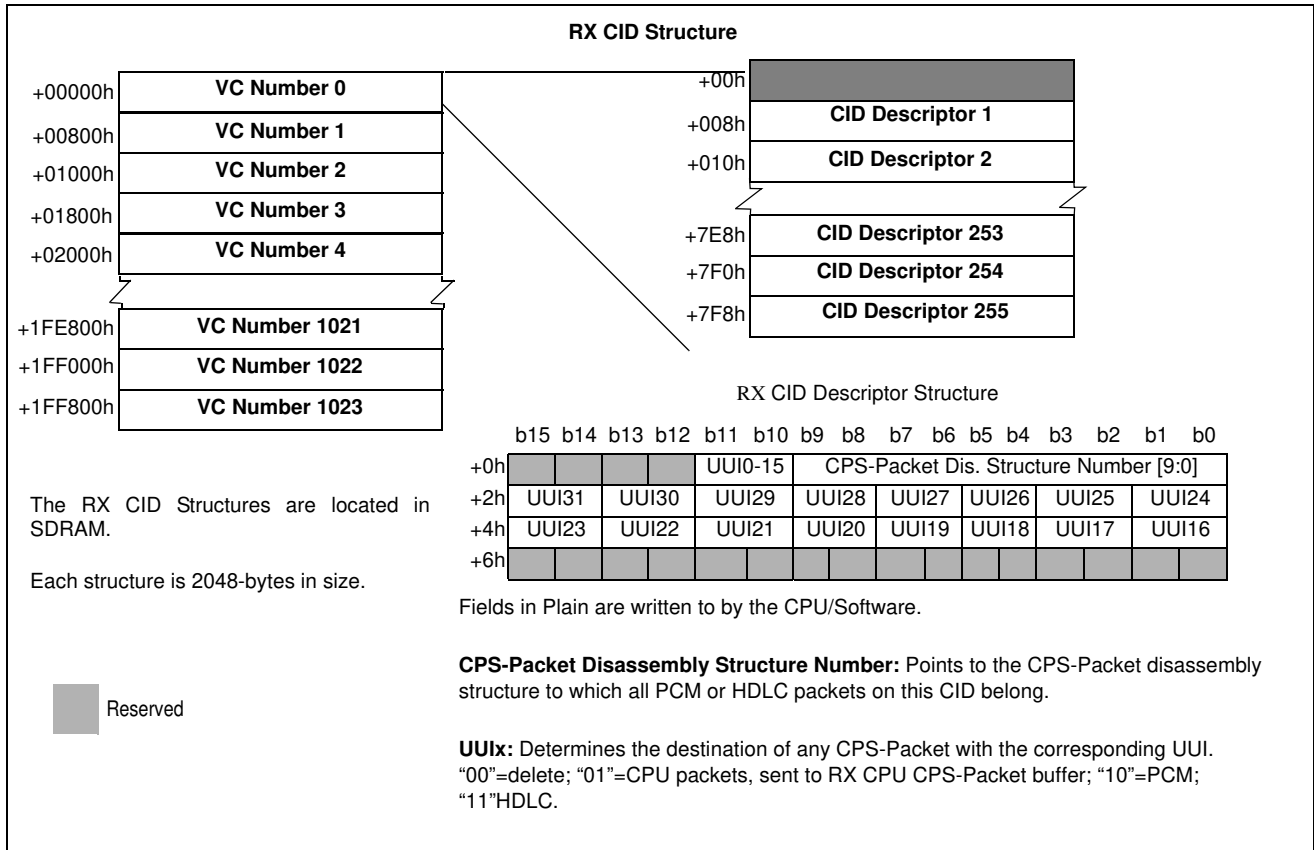 RX CID Structure
+00000h VC Number 0
+00800h VC Number 1
+01000h VC Number 2
+01800h VC Number 3
+02000h VC Number 4
+1FE800h VC Number 1021
+1FF000h VC Number 1022
+1FF800h VC Number 1023
+00h
+008h CID Descriptor 1
+010h CID Descriptor 2
+7E8h CID Descriptor 253
+7F0h CID Descriptor 254
+7F8h CID Descriptor 255
The RX CID Structures are located in
SDRAM.
Each structure is 2048-bytes in size.
Reserved
RX CID Descriptor Structure
b15 b14 b13 b12 b11 b10 b9 b8 b7 b6 b5 b4 b3 b2 b1 b0
+0h UUI0-15 CPS-Packet Dis. Structure Number [9:0]
+2h UUI31 UUI30 UUI29 UUI28 UUI27 UUI26 UUI25 UUI24
+4h UUI23 UUI22 UUI21 UUI20 UUI19 UUI18 UUI17 UUI16
+6h
Fields in Plain are written to by the CPU/Software.
CPS-Packet Disassembly Structure Number: Points to the CPS-Packet disassembly
structure to which all PCM or HDLC packets on this CID belong.
UUIx: Determines the destination of any CPS-Packet with the corresponding UUI.
“00”=delete; “01”=CPU packets, sent to RX CPU CPS-Packet buffer; “10”=PCM;
“11”HDLC.